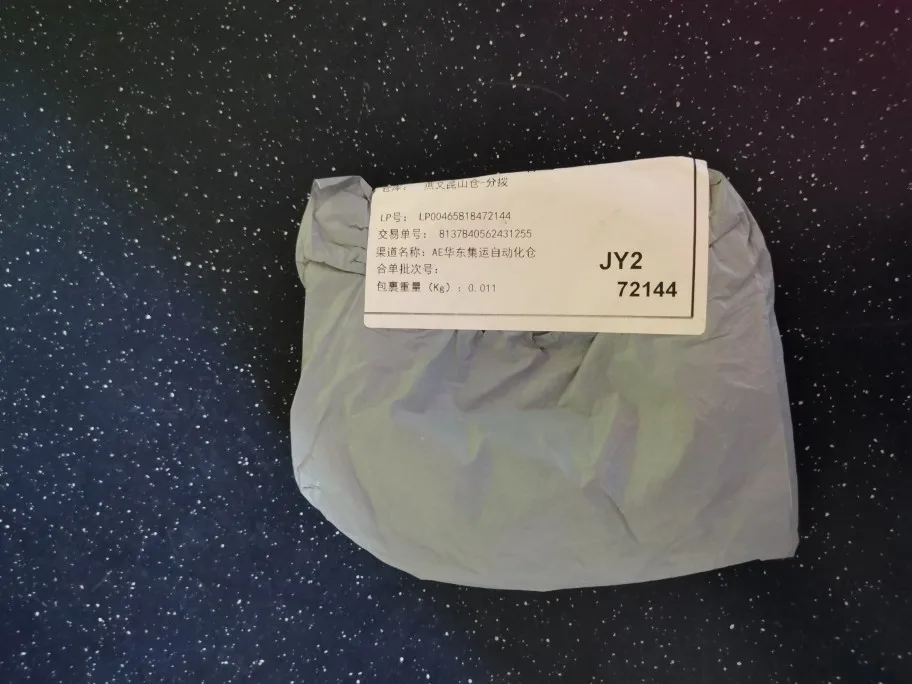 仓库： 燕文昆山仓-分拨
LP号： LP00465818472144
交易单号： 8137840562431255
渠道名称：AE华东集运自动化仓
合单批次号：
包裹重量（Kg）：0.011
JY2
72144